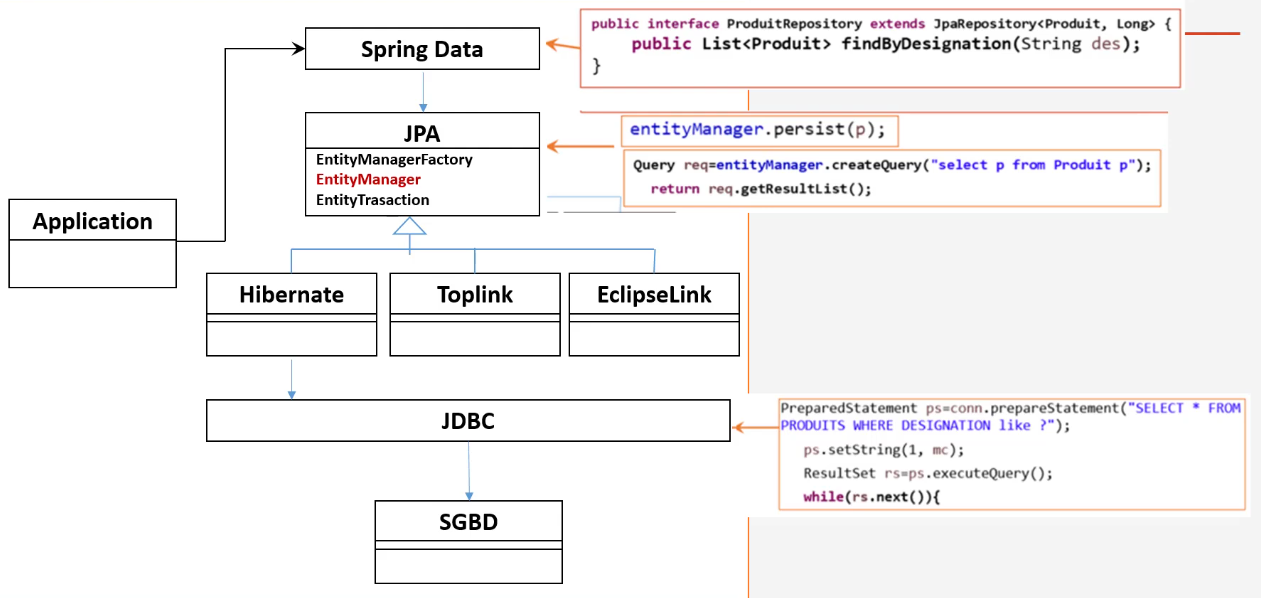 Spring Data
public interface ProduitRepository extends JpaRepository<Produit, Long> {
public List<Produit> findByDesignation(String des);
}
JPA
EntityManagerFactory
EntityManager
EntityTrasaction
entityManager.persist(p);
Query req=entityManager.createQuery("select p from Produit p");
return req.getResultList();
Application
Hibernate
Toplink
EclipseLink
JDBC
PreparedStatement ps=conn.prepareStatement("SELECT * FROM
PRODUITS WHERE DESIGNATION like ?");
ps.setString(1, mc);
ResultSet rs=ps.executeQuery();
while(rs.next()){
SGBD